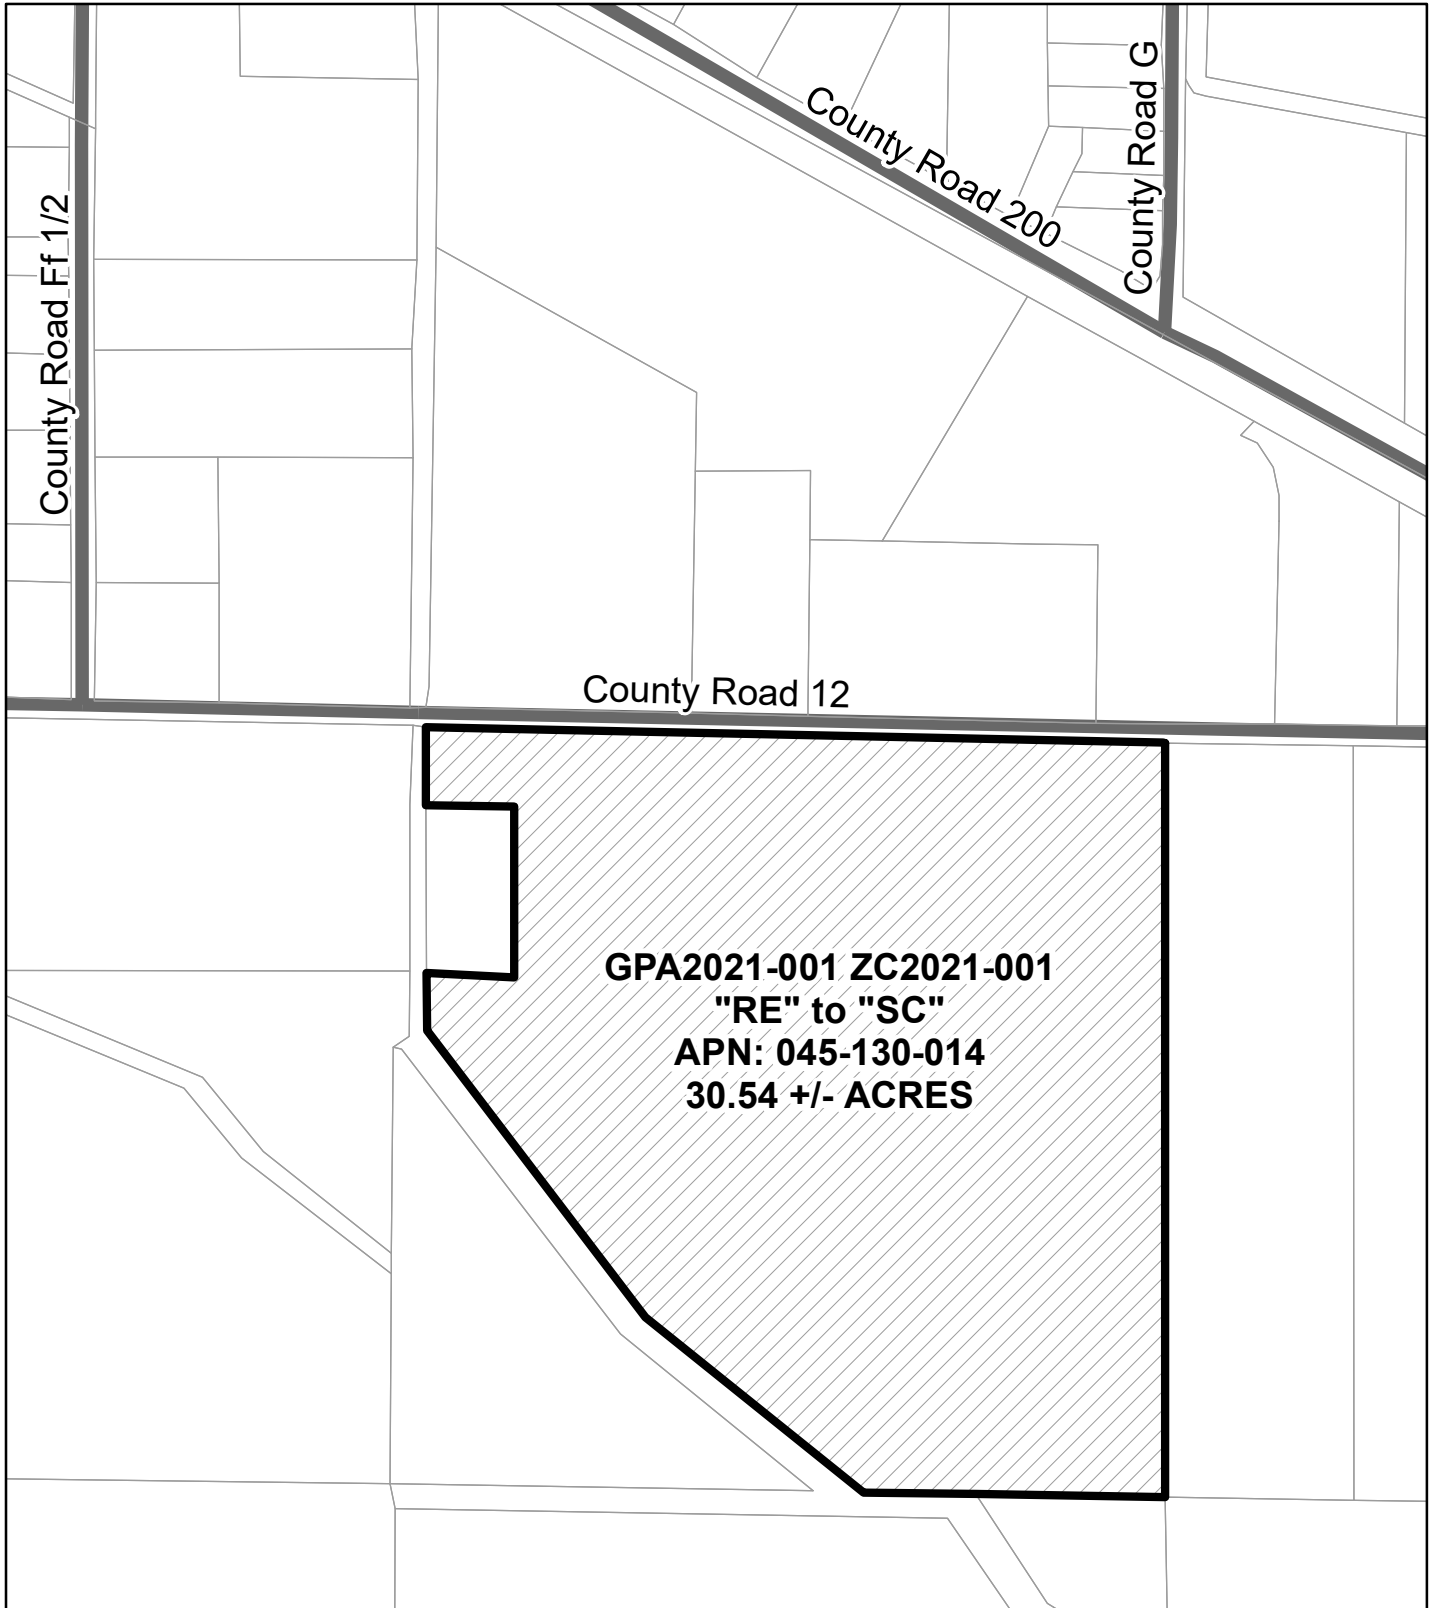 County Road 200
County Road G
County Road Ff 1/2
County Road 12
GPA2021-001 ZC2021-001
"RE" to "SC"
APN: 045-130-014
30.54 +/- ACRES